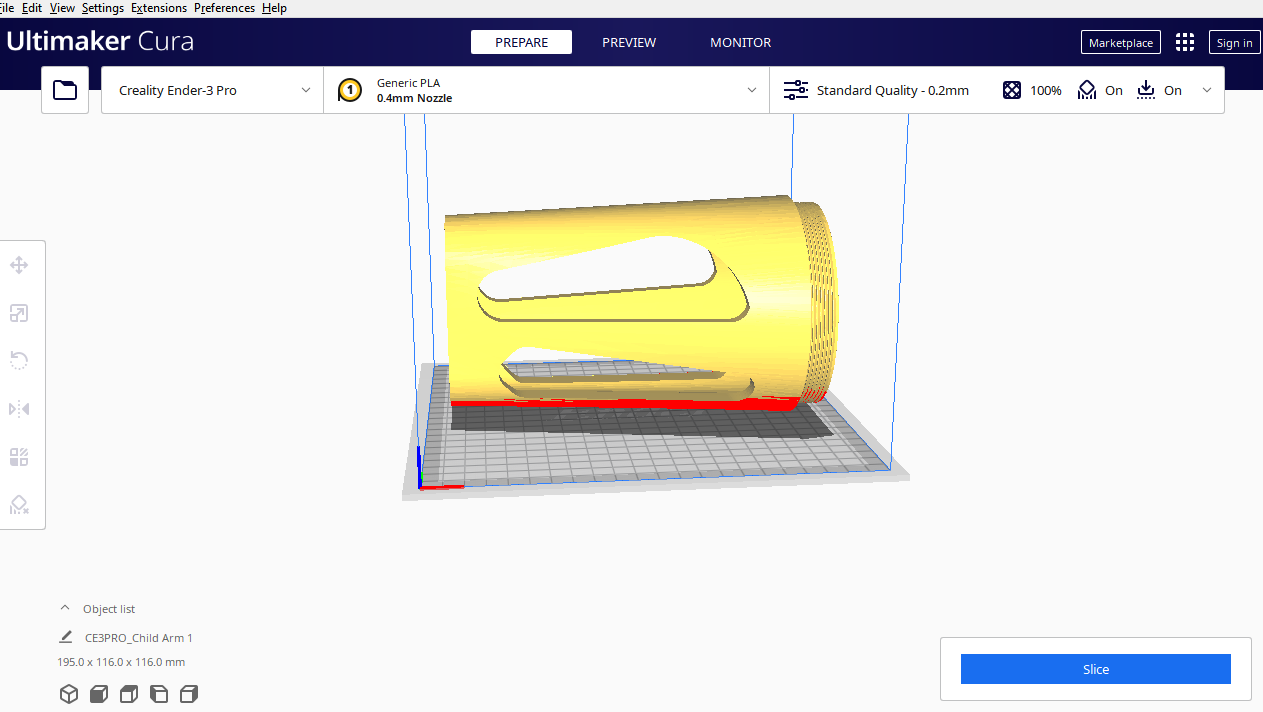 File Edit View Settings Extensions Preferences Help
Ultimaker Cura
PREPARE PREVIEW MONITOR
Marketplace
Sign in
Creality Ender-3 Pro
1
Generic PLA
0.4mm Nozzle
Standard Quality - 0.2mm
100%
On
On
Object list
CE3PRO_Child Arm 1
195.0 x 116.0 x 116.0 mm
Slice